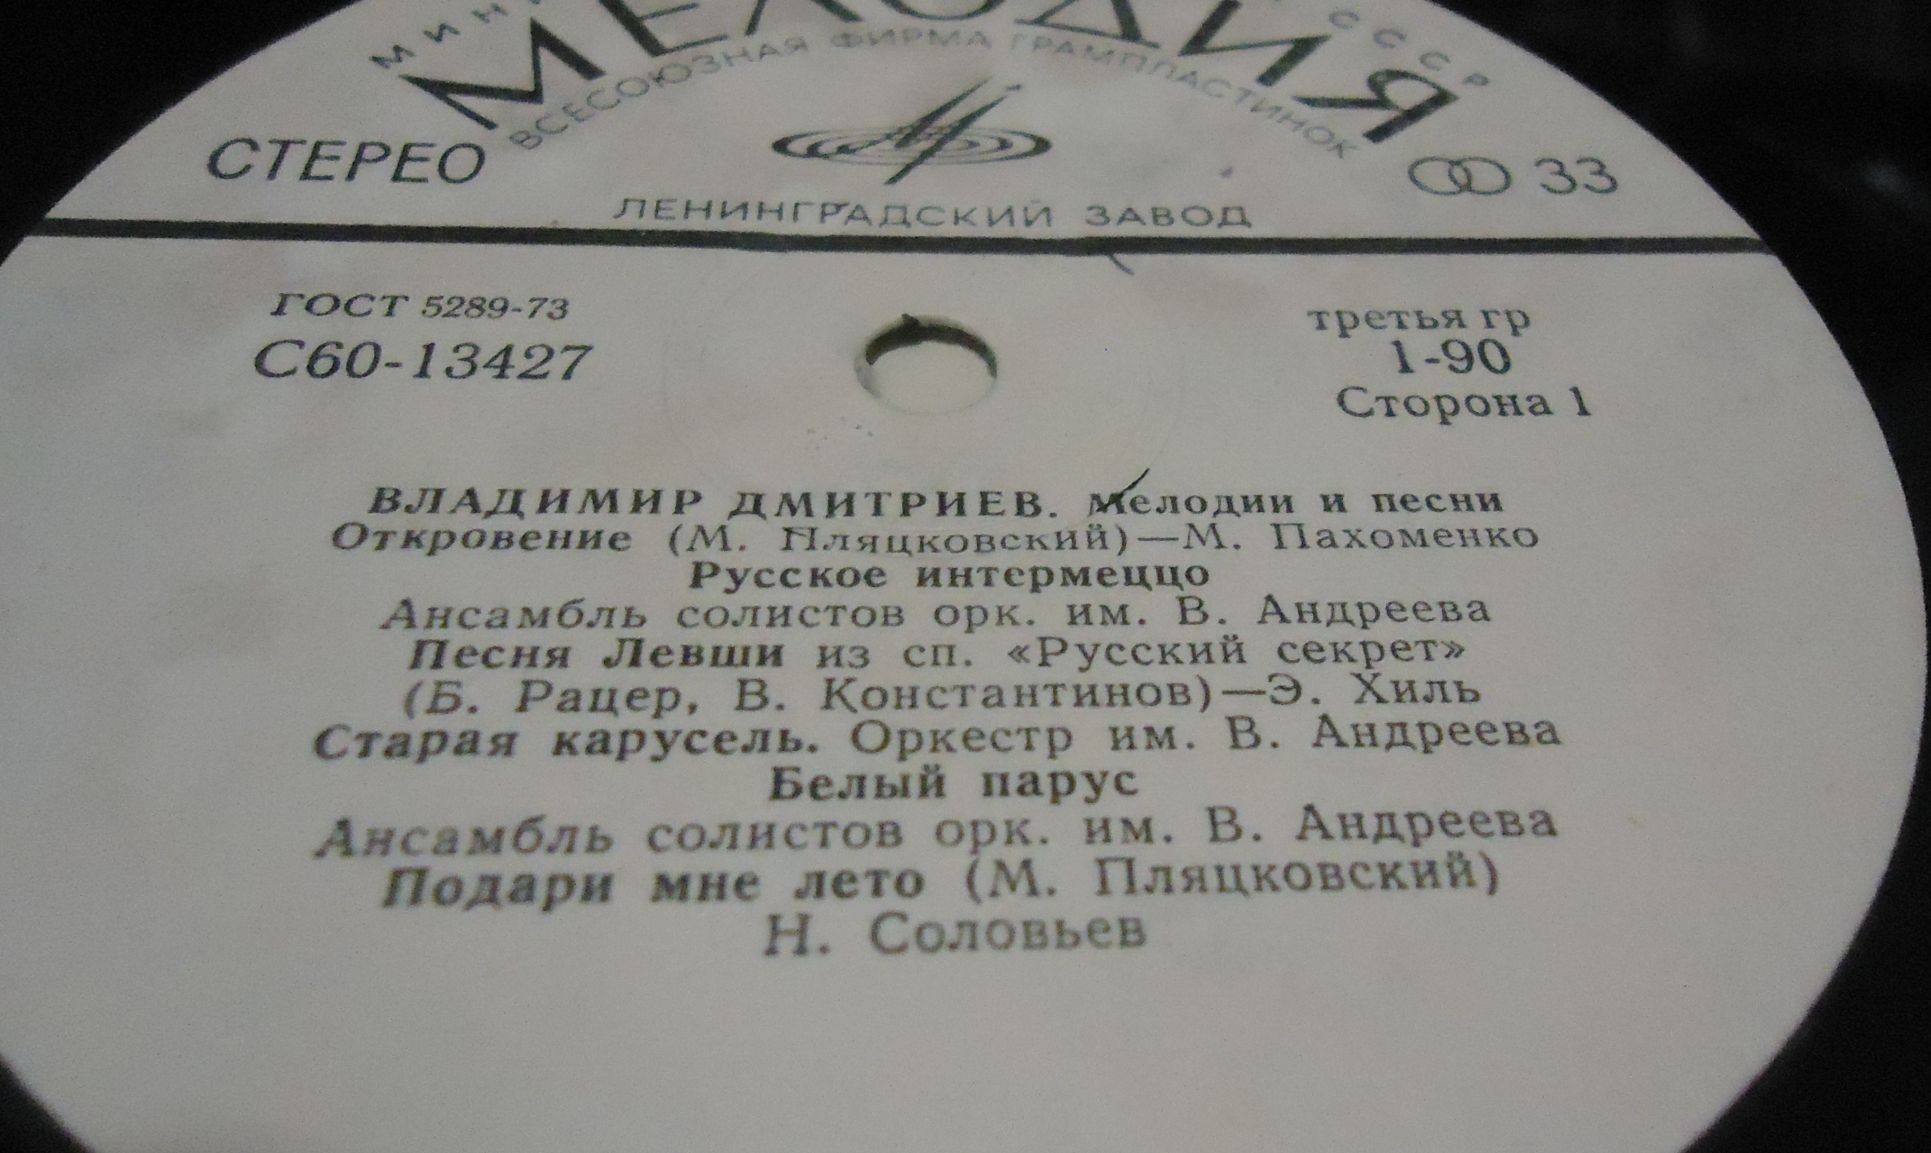 СССР
МЕЛОДИЯ
ВСЕСОЮЗНАЯ ФИРМА ГРАМПЛАСТИНОК
СТЕРЕО
33
ЛЕНИНГРАДСКИЙ ЗАВОД
ГОСТ 5289-73
С60-13427
третья гр
1-90
Сторона 1
ВЛАДИМИР ДМИТРИЕВ. Мелодии и песни
Откровение (М. Пляцковский)—М. Пахоменко
Русское интермеццо
Ансамбль солистов орк. им. В. Андреева
Песня Левши из сп. «Русский секрет»
(Б. Рацер, В. Константинов)—Э. Хиль
Старая карусель. Оркестр им. В. Андреева
Белый парус
Ансамбль солистов орк. им. В. Андреева
Подари мне лето (М. Пляцковский)
Н. Соловьев